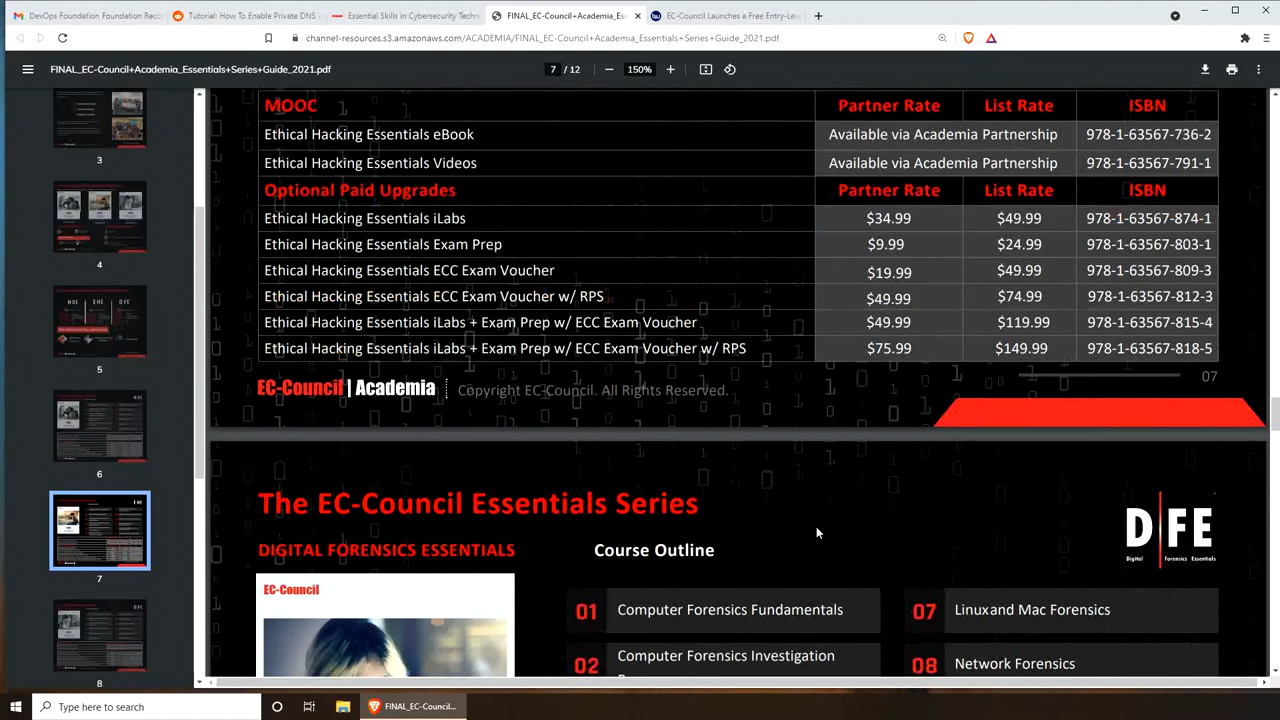 DevOps Foundation Foundation Reco
Tutorial: How To Enable Private DNS
Essential Skills in Cybersecurity Techn
FINAL_EC-Council+Academia_Es
EC-Council Launches a Free Entry-Lev
channel-resources.s3.amazonaws.com/ACADEMIA/FINAL_EC-Council+Academia_Essentials+Series+Guide_2021.pdf
FINAL_EC-Council+Academia_Essentials+Series+Guide_2021.pdf
7 / 12
150%
3
4
5
6
7
8
MOOC Partner Rate List Rate ISBN
Ethical Hacking Essentials eBook Available via Academia Partnership 978-1-63567-736-2
Ethical Hacking Essentials Videos Available via Academia Partnership 978-1-63567-791-1
Optional Paid Upgrades Partner Rate List Rate ISBN
Ethical Hacking Essentials iLabs $34.99 $49.99 978-1-63567-874-1
Ethical Hacking Essentials Exam Prep $9.99 $24.99 978-1-63567-803-1
Ethical Hacking Essentials ECC Exam Voucher $19.99 $49.99 978-1-63567-809-3
Ethical Hacking Essentials ECC Exam Voucher w/ RPS $49.99 $74.99 978-1-63567-812-3
Ethical Hacking Essentials iLabs + Exam Prep w/ ECC Exam Voucher $49.99 $119.99 978-1-63567-815-4
Ethical Hacking Essentials iLabs + Exam Prep w/ ECC Exam Voucher w/ RPS $75.99 $149.99 978-1-63567-818-5
EC-Council | Academia Copyright EC-Council. All Rights Reserved. 07
The EC-Council Essentials Series
DIGITAL FORENSICS ESSENTIALS
Course Outline
D|FE
Digital Forensics Essentials
EC-Council
01 Computer Forensics Fundamentals
07 Linux and Mac Forensics
02 Computer Forensics Investigation
08 Network Forensics
Type here to search
FINAL_EC-Council...